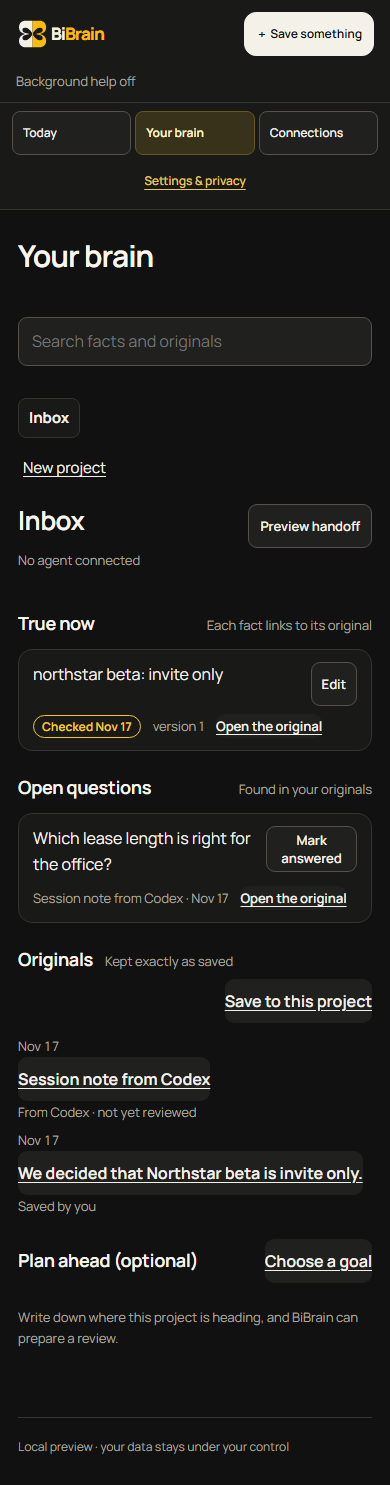 BiBrain
+ Save something
Background help off
Today
Your brain
Connections
Settings & privacy
Your brain
Search facts and originals
Inbox
New project
Inbox
Preview handoff
No agent connected
True now
Each fact links to its original
northstar beta: invite only
Edit
Checked Nov 17
version 1
Open the original
Open questions
Found in your originals
Which lease length is right for
the office?
Mark
answered
Session note from Codex · Nov 17
Open the original
Originals
Kept exactly as saved
Save to this project
Nov 17
Session note from Codex
From Codex · not yet reviewed
Nov 17
We decided that Northstar beta is invite only.
Saved by you
Plan ahead (optional)
Choose a goal
Write down where this project is heading, and BiBrain can
prepare a review.
Local preview · your data stays under your control